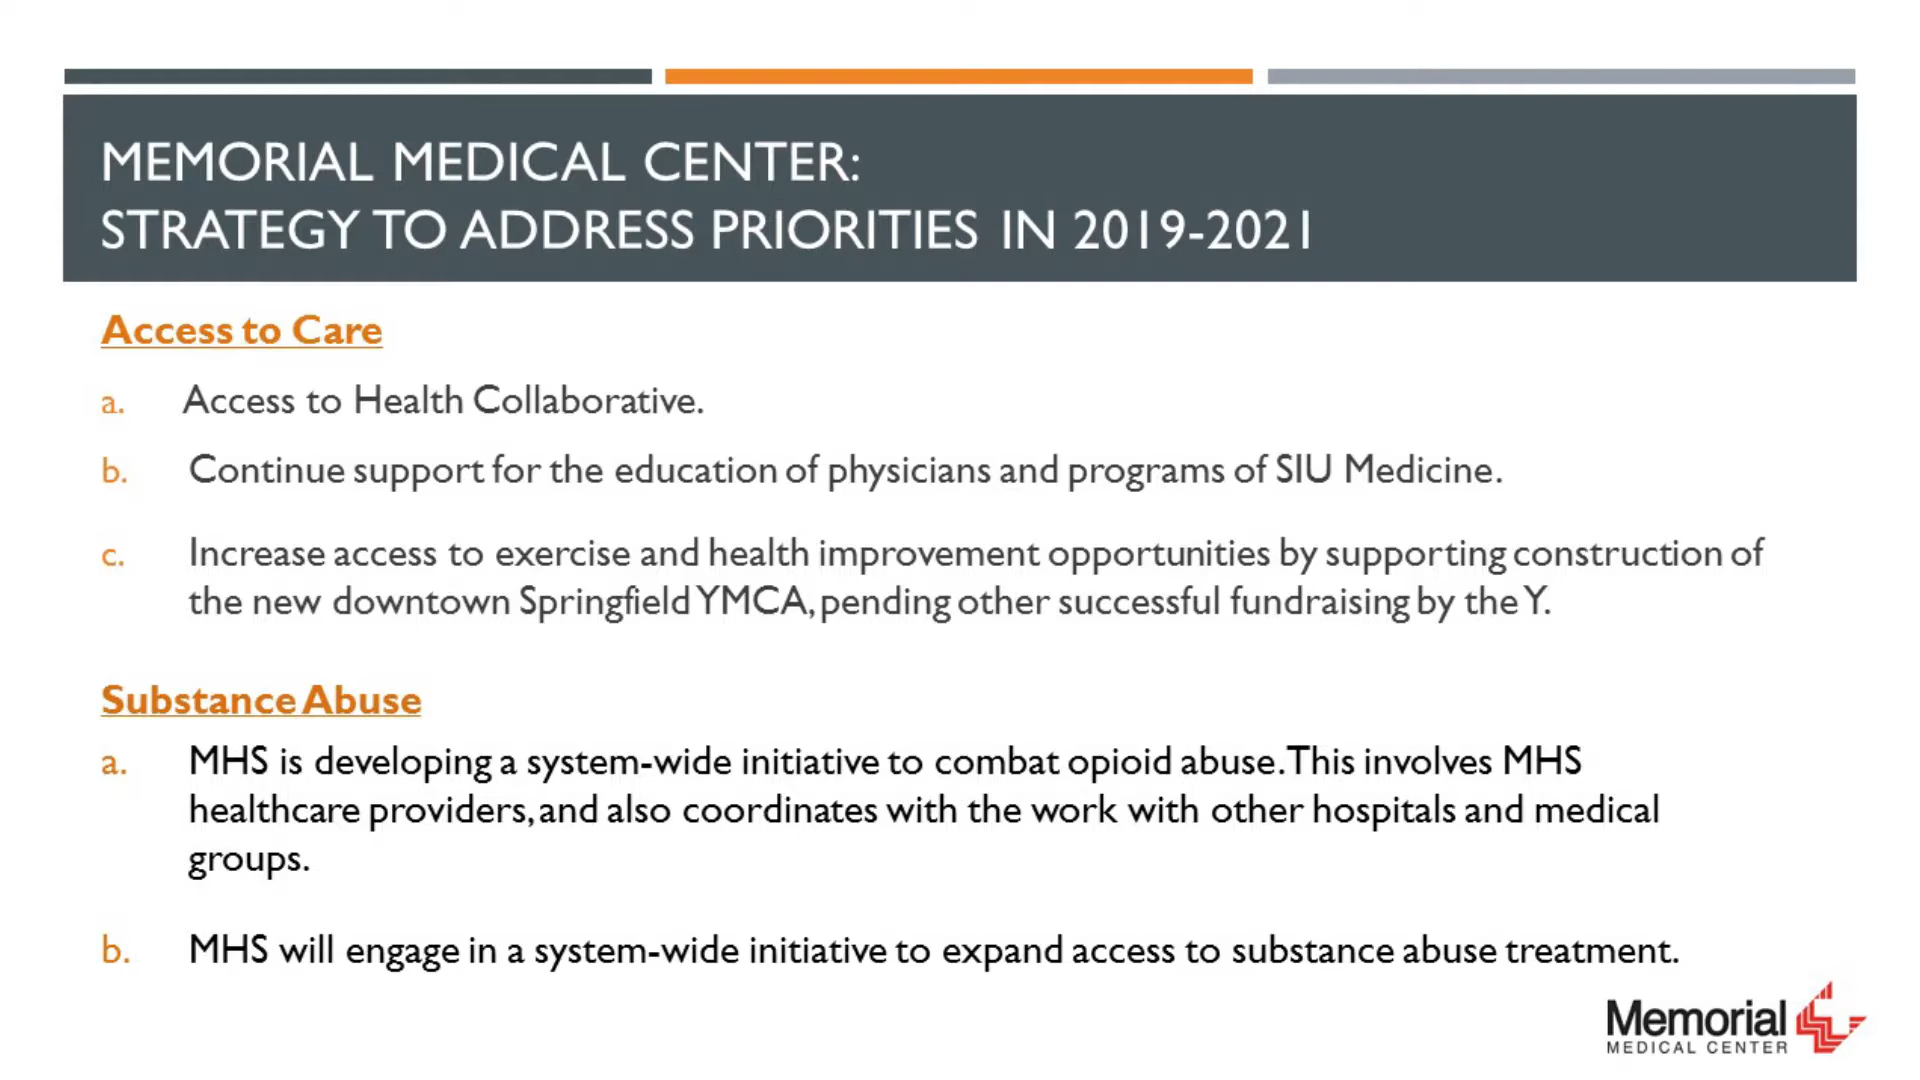 MEMORIAL MEDICAL CENTER:
STRATEGY TO ADDRESS PRIORITIES IN 2019-2021
Access to Care
a. Access to Health Collaborative.
b. Continue support for the education of physicians and programs of SIU Medicine.
c. Increase access to exercise and health improvement opportunities by supporting construction of
the new downtown Springfield YMCA, pending other successful fundraising by the Y.
Substance Abuse
a. MHS is developing a system-wide initiative to combat opioid abuse. This involves MHS
healthcare providers, and also coordinates with the work with other hospitals and medical
groups.
b. MHS will engage in a system-wide initiative to expand access to substance abuse treatment.
Memorial
MEDICAL CENTER